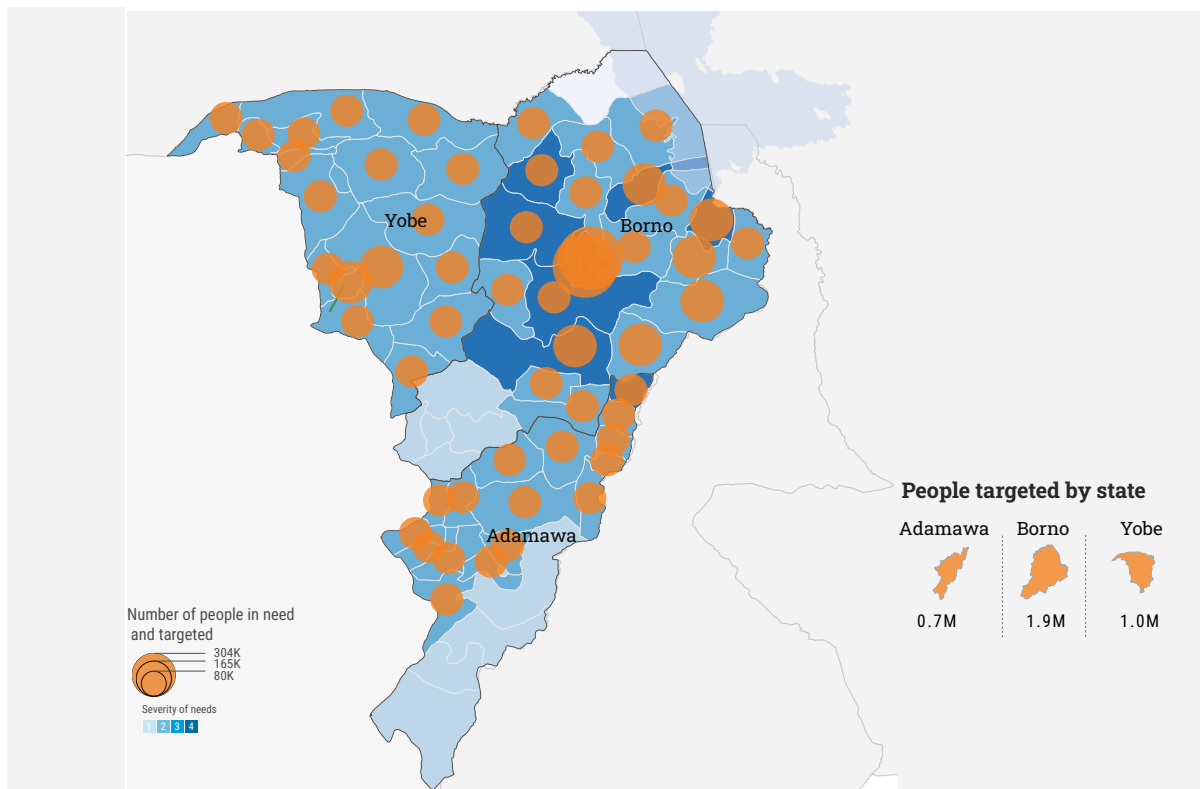 Yobe
Borno
Adamawa
People targeted by state
Adamawa Borno Yobe
0.7M 1.9M 1.0M
Number of people in need
and targeted
304K
165K
80K
Severity of needs
1 2 3 4